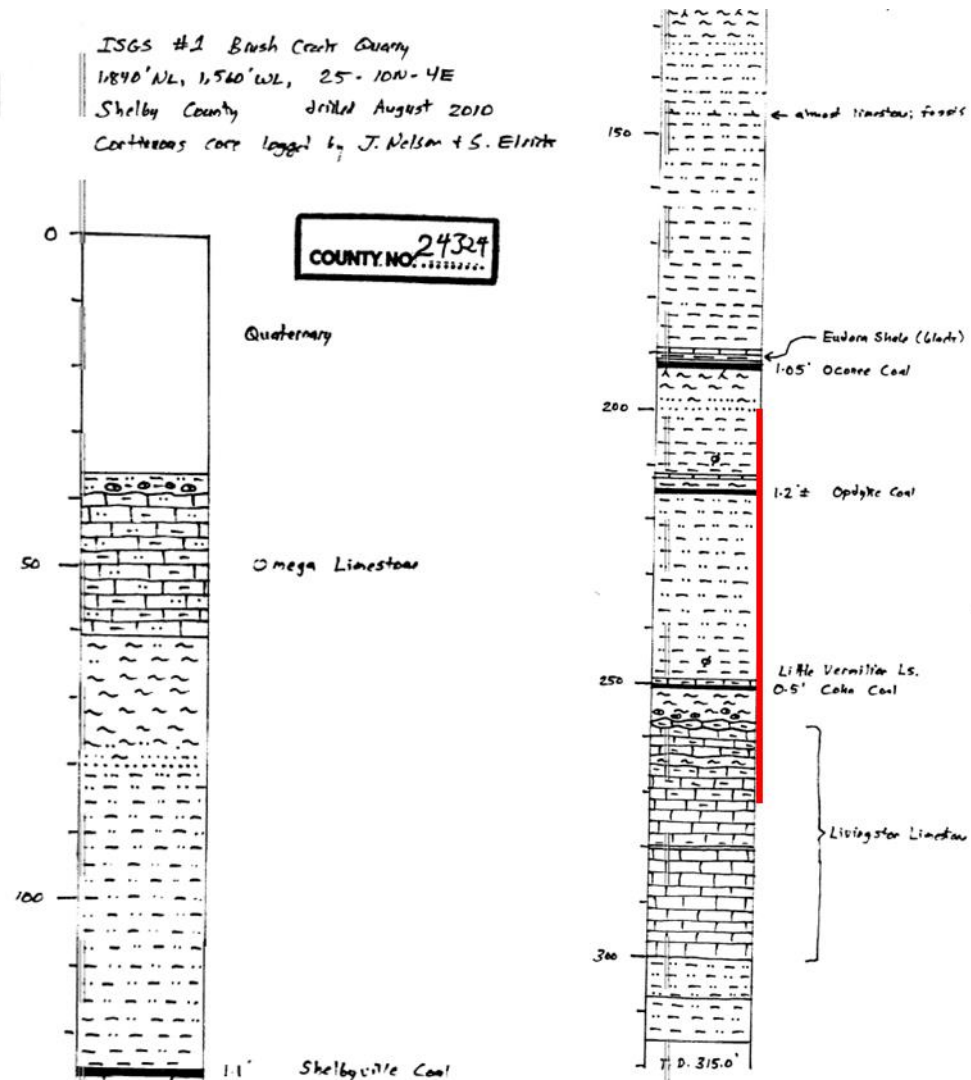 ISGS #1 Brush Creek Quarry
1,840' NL, 1,560' WL, 25-10N-4E
Shelby County drilled August 2010
Continuous core logged by J. Nelson + S. Elrick
COUNTY NO. 24324
0
Quaternary
50
Omega Limestone
100
1.1' Shelbyville Coal
← almost limestone; fossils
150
Eudora Shale (black)
1.05' Oconee Coal
200
ø
1.2' ± Opdyke Coal
ø
250
Little Vermilion Ls.
0.5' Cohn Coal
Livingston Limestone
300
T.D. 315.0'